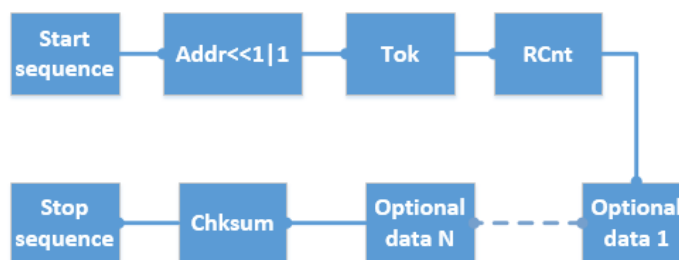 Start
sequence
Addr<<1|1
Tok
RCnt
Stop
sequence
Chksum
Optional
data N
Optional
data 1